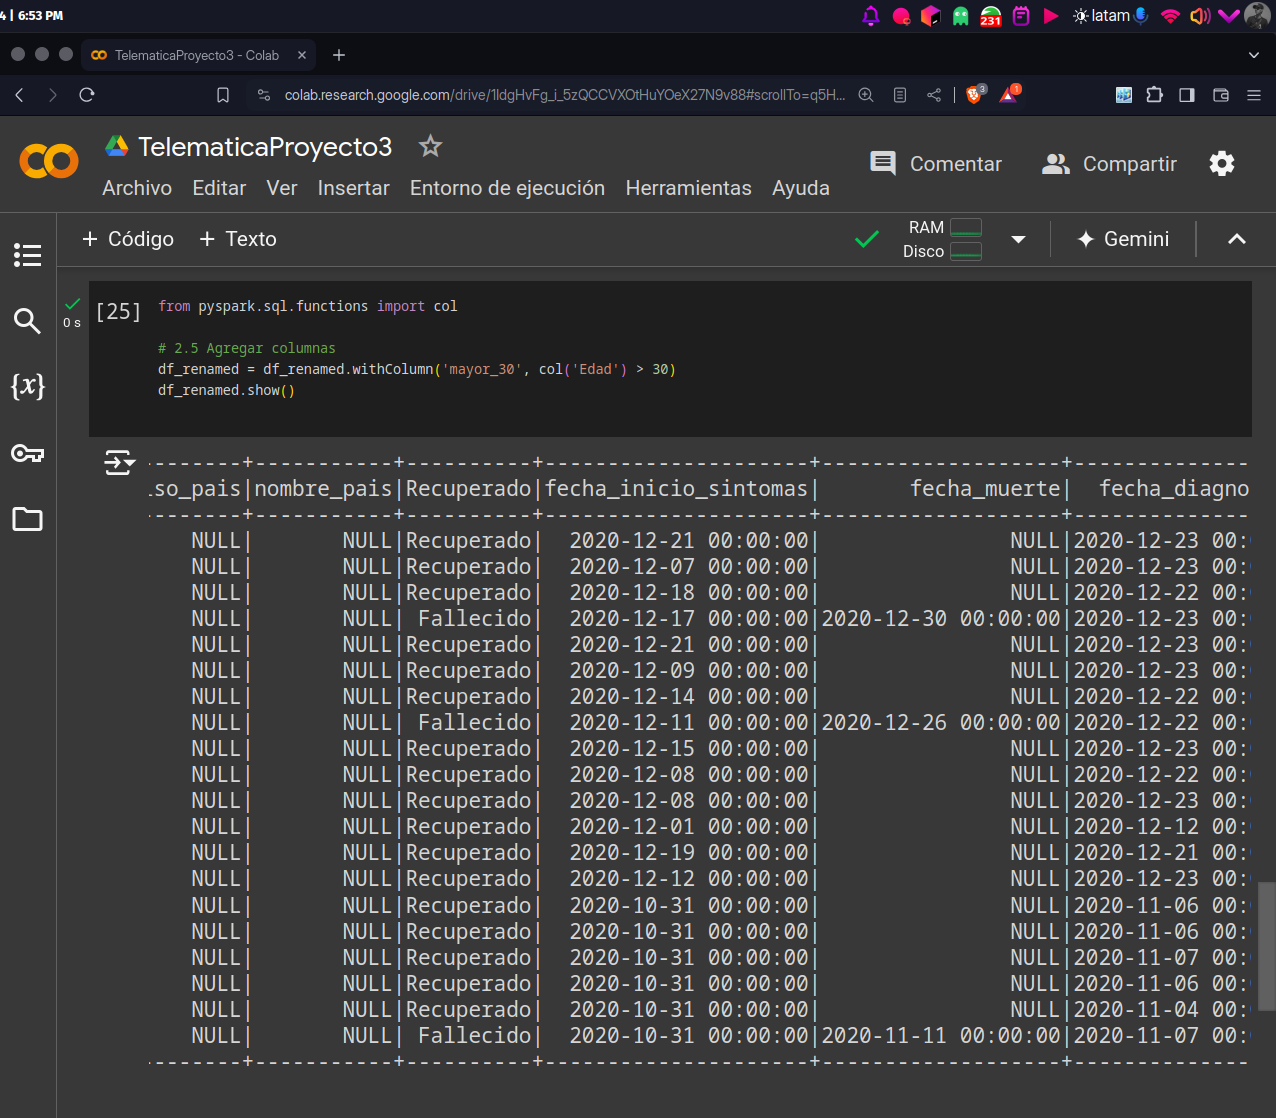 4 | 6:53 PM
231
latam
TelematicaProyecto3 - Colab
colab.research.google.com/drive/1ldgHvFg_i_5zQCCVXOtHuYOeX27N9v88#scrollTo=q5H...
3
1
TelematicaProyecto3
Comentar
Compartir
Archivo Editar Ver Insertar Entorno de ejecución Herramientas Ayuda
+ Código + Texto
RAM
Disco
Gemini
{x}
[25]
0 s
from pyspark.sql.functions import col
# 2.5 Agregar columnas
df_renamed = df_renamed.withColumn('mayor_30', col('Edad') > 30)
df_renamed.show()
--------+-----------+----------+---------------------+-------------------+--------------
iso_pais|nombre_pais|Recuperado|fecha_inicio_sintomas|       fecha_muerte|  fecha_diagno
--------+-----------+----------+---------------------+-------------------+--------------
    NULL|       NULL|Recuperado|  2020-12-21 00:00:00|               NULL|2020-12-23 00:
    NULL|       NULL|Recuperado|  2020-12-07 00:00:00|               NULL|2020-12-23 00:
    NULL|       NULL|Recuperado|  2020-12-18 00:00:00|               NULL|2020-12-22 00:
    NULL|       NULL| Fallecido|  2020-12-17 00:00:00|2020-12-30 00:00:00|2020-12-23 00:
    NULL|       NULL|Recuperado|  2020-12-21 00:00:00|               NULL|2020-12-23 00:
    NULL|       NULL|Recuperado|  2020-12-09 00:00:00|               NULL|2020-12-23 00:
    NULL|       NULL|Recuperado|  2020-12-14 00:00:00|               NULL|2020-12-22 00:
    NULL|       NULL| Fallecido|  2020-12-11 00:00:00|2020-12-26 00:00:00|2020-12-22 00:
    NULL|       NULL|Recuperado|  2020-12-15 00:00:00|               NULL|2020-12-23 00:
    NULL|       NULL|Recuperado|  2020-12-08 00:00:00|               NULL|2020-12-22 00:
    NULL|       NULL|Recuperado|  2020-12-08 00:00:00|               NULL|2020-12-23 00:
    NULL|       NULL|Recuperado|  2020-12-01 00:00:00|               NULL|2020-12-12 00:
    NULL|       NULL|Recuperado|  2020-12-19 00:00:00|               NULL|2020-12-21 00:
    NULL|       NULL|Recuperado|  2020-12-12 00:00:00|               NULL|2020-12-23 00:
    NULL|       NULL|Recuperado|  2020-10-31 00:00:00|               NULL|2020-11-06 00:
    NULL|       NULL|Recuperado|  2020-10-31 00:00:00|               NULL|2020-11-06 00:
    NULL|       NULL|Recuperado|  2020-10-31 00:00:00|               NULL|2020-11-07 00:
    NULL|       NULL|Recuperado|  2020-10-31 00:00:00|               NULL|2020-11-06 00:
    NULL|       NULL|Recuperado|  2020-10-31 00:00:00|               NULL|2020-11-04 00:
    NULL|       NULL| Fallecido|  2020-10-31 00:00:00|2020-11-11 00:00:00|2020-11-07 00:
--------+-----------+----------+---------------------+-------------------+--------------